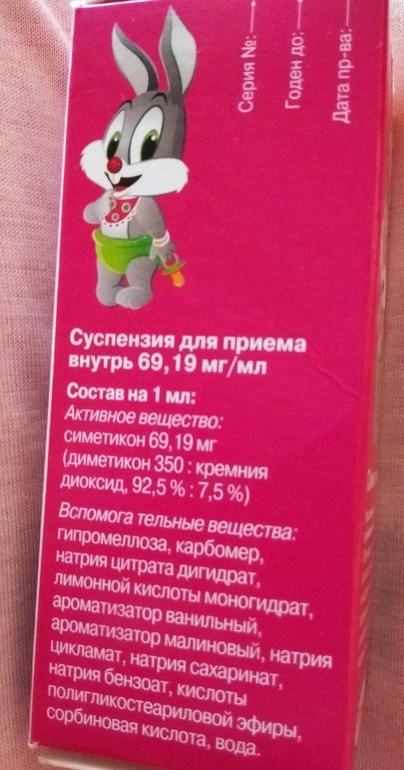 Серия №:
Годен до:
Дата пр-ва:
Суспензия для приема
внутрь 69,19 мг/мл
Состав на 1 мл:
Активное вещество:
симетикон 69,19 мг
(диметикон 350 : кремния
диоксид, 92,5 % : 7,5 %)
Вспомога тельные вещества:
гипромеллоза, карбомер,
натрия цитрата дигидрат,
лимонной кислоты моногидрат,
ароматизатор ванильный,
ароматизатор малиновый, натрия
цикламат, натрия сахаринат,
натрия бензоат, кислоты
полигликостеариловой эфиры,
сорбиновая кислота, вода.